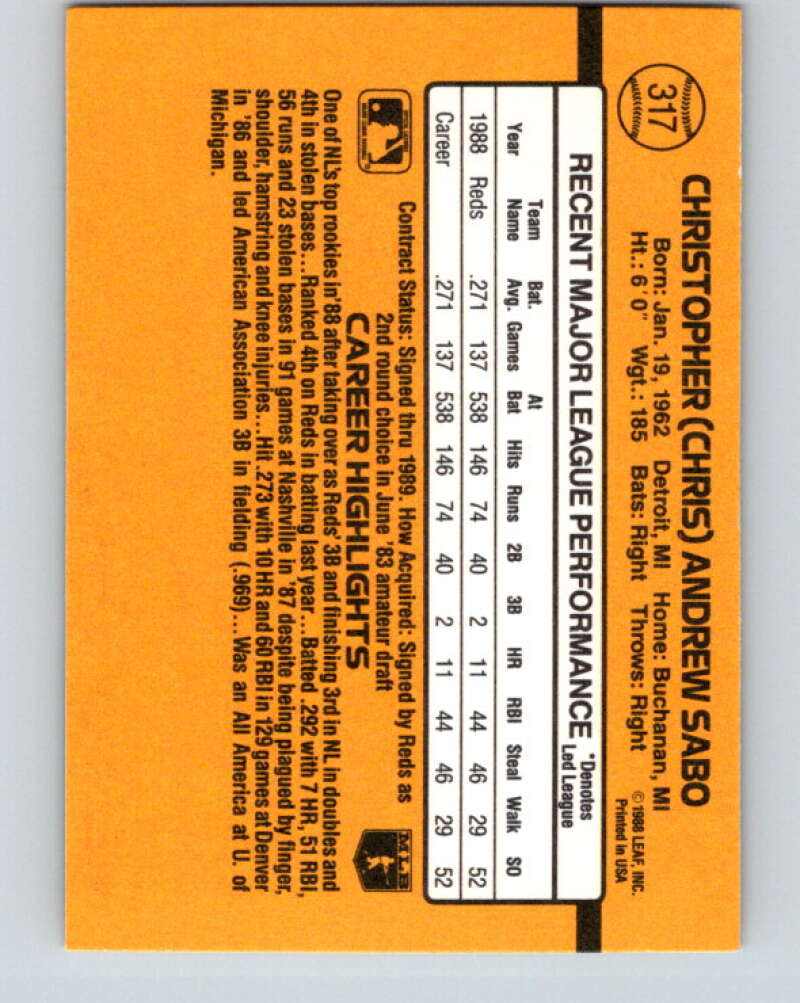 317
CHRISTOPHER (CHRIS) ANDREW SABO
Born: Jan. 19, 1962 Detroit, MI Home: Buchanan, MI
Ht.: 6' 0" Wgt.: 185 Bats: Right Throws: Right
© 1988 LEAF, INC.
Printed in USA
RECENT MAJOR LEAGUE PERFORMANCE *Denotes Led League
Year Team Name Bat. Avg. Games At Bat Hits Runs 2B 3B HR RBI Steal Walk SO
1988 Reds .271 137 538 146 74 40 2 11 44 46 29 52
Career .271 137 538 146 74 40 2 11 44 46 29 52
Contract Status: Signed thru 1989. How Acquired: Signed by Reds as
2nd round choice in June '83 amateur draft
MLB
CAREER HIGHLIGHTS
One of NL's top rookies in '88 after taking over as Reds' 3B and finishing 3rd in NL in doubles and
4th in stolen bases...Ranked 4th on Reds in batting last year...Batted .292 with 7 HR, 51 RBI,
56 runs and 23 stolen bases in 91 games at Nashville in '87 despite being plagued by finger,
shoulder, hamstring and knee injuries....Hit .273 with 10 HR and 60 RBI in 129 games at Denver
in '86 and led American Association 3B in fielding (.969)...Was an All America at U. of
Michigan.